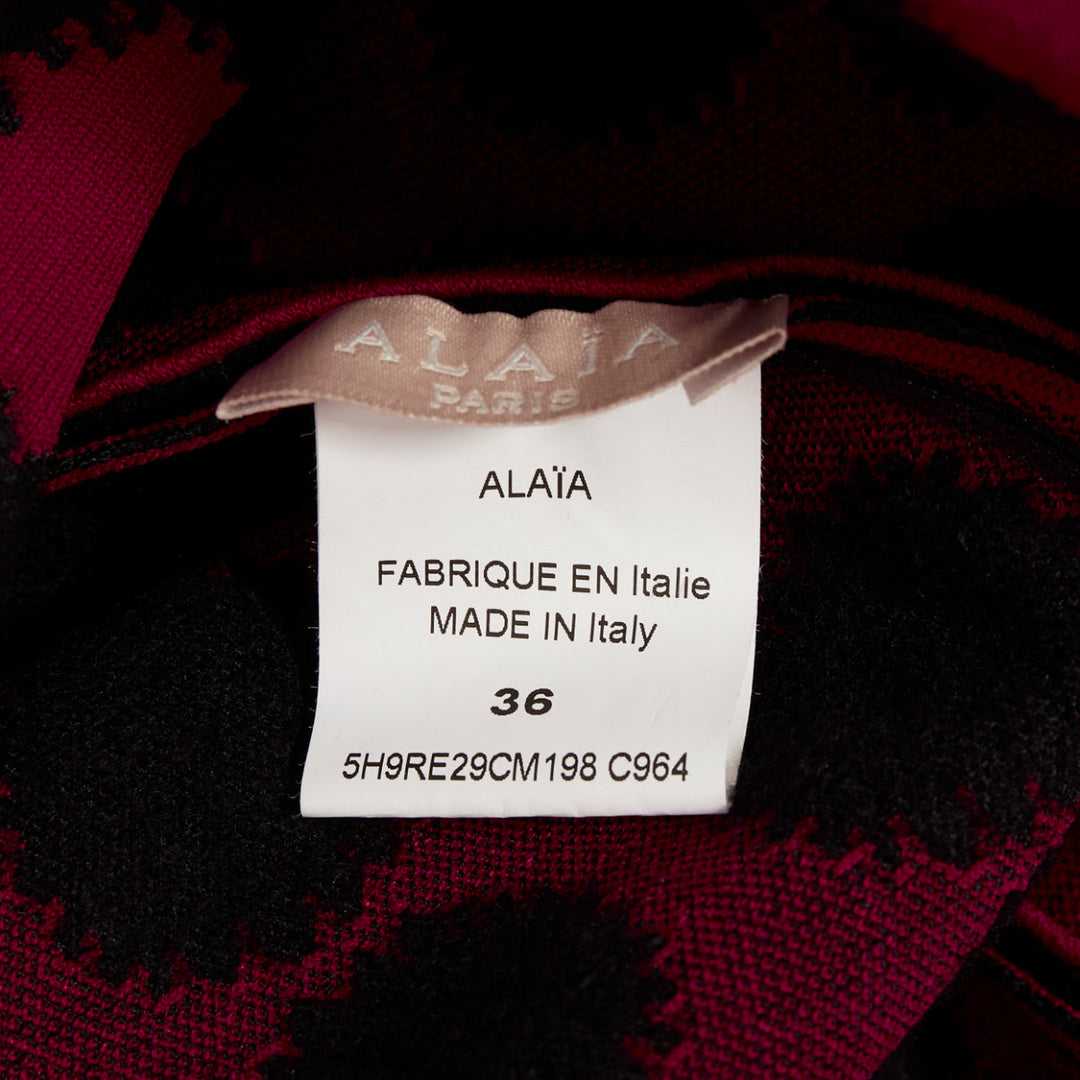 ALAÏA
PARIS
ALAÏA
FABRIQUE EN Italie
MADE IN Italy
36
5H9RE29CM198 C964